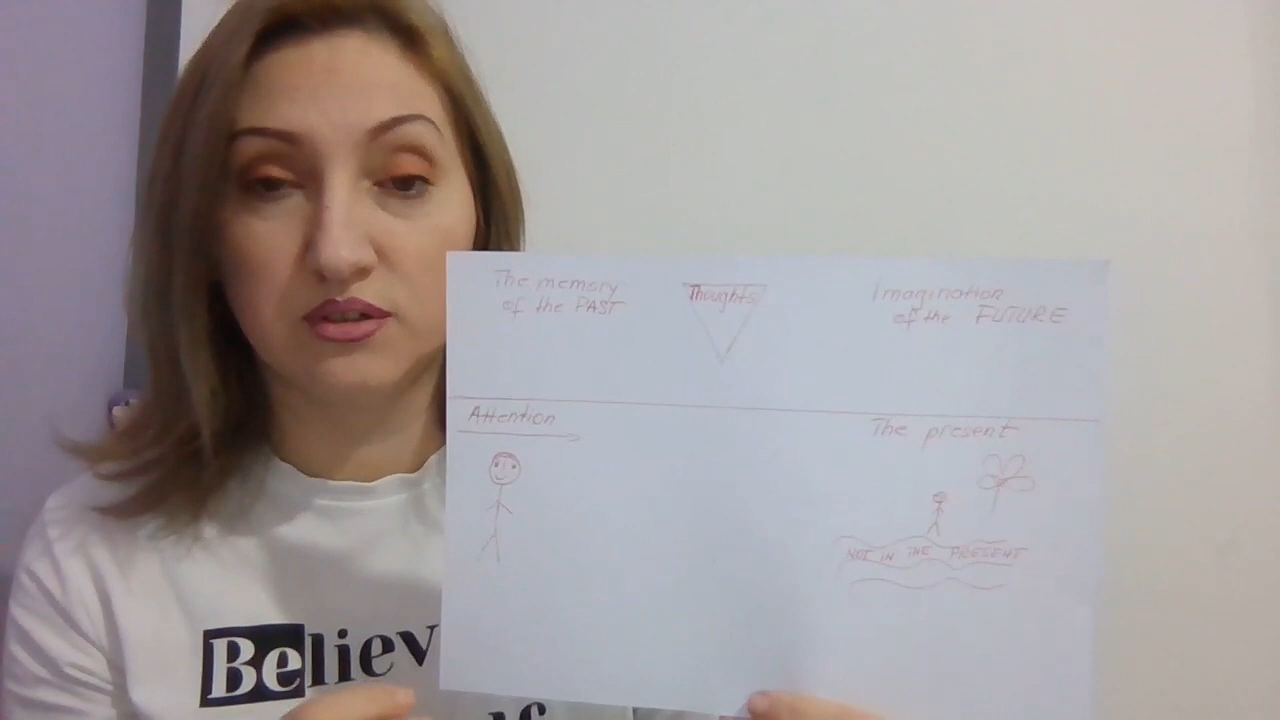 The memory
of the PAST
Thoughts
Imagination
of the FUTURE
Attention
The present
NOT IN THE PRESENT
Believ